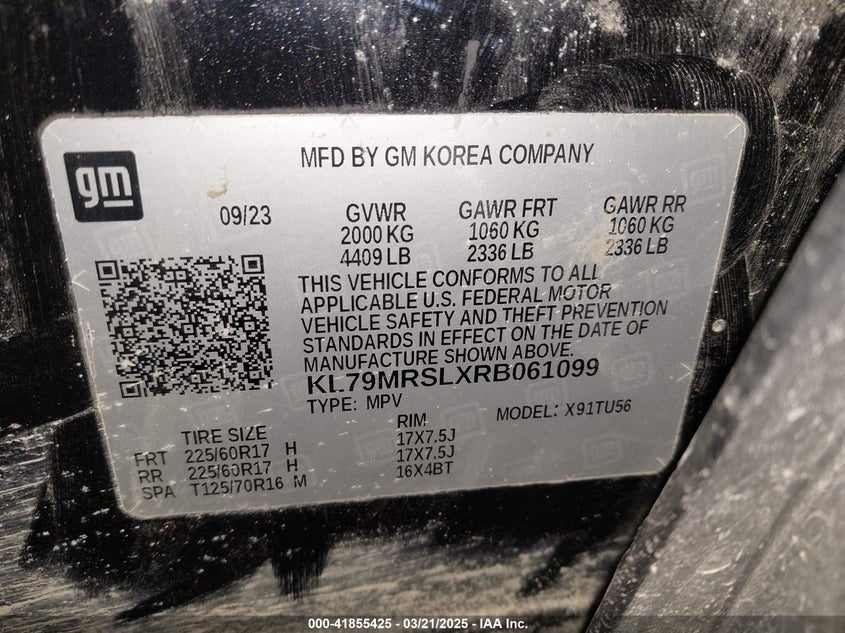 gm
MFD BY GM KOREA COMPANY
09/23 GVWR GAWR FRT GAWR RR
2000 KG 1060 KG 1060 KG
4409 LB 2336 LB 2336 LB
THIS VEHICLE CONFORMS TO ALL
APPLICABLE U.S. FEDERAL MOTOR
VEHICLE SAFETY AND THEFT PREVENTION
STANDARDS IN EFFECT ON THE DATE OF
MANUFACTURE SHOWN ABOVE.
KL79MRSLXRB061099
TYPE: MPV MODEL: X91TU56
TIRE SIZE RIM
FRT 225/60R17 H 17X7.5J
RR 225/60R17 H 17X7.5J
SPA T125/70R16 M 16X4BT
000-41855425 - 03/21/2025 - IAA Inc.